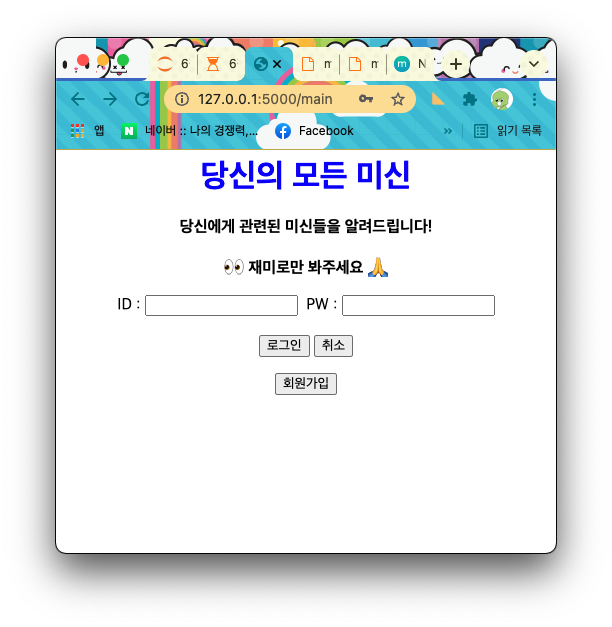 6
6
m
m
N
127.0.0.1:5000/main
앱
N 네이버 :: 나의 경쟁력,...
f Facebook
»
읽기 목록
당신의 모든 미신
당신에게 관련된 미신들을 알려드립니다!
👀 재미로만 봐주세요 🙏
ID : PW :
로그인 취소
회원가입